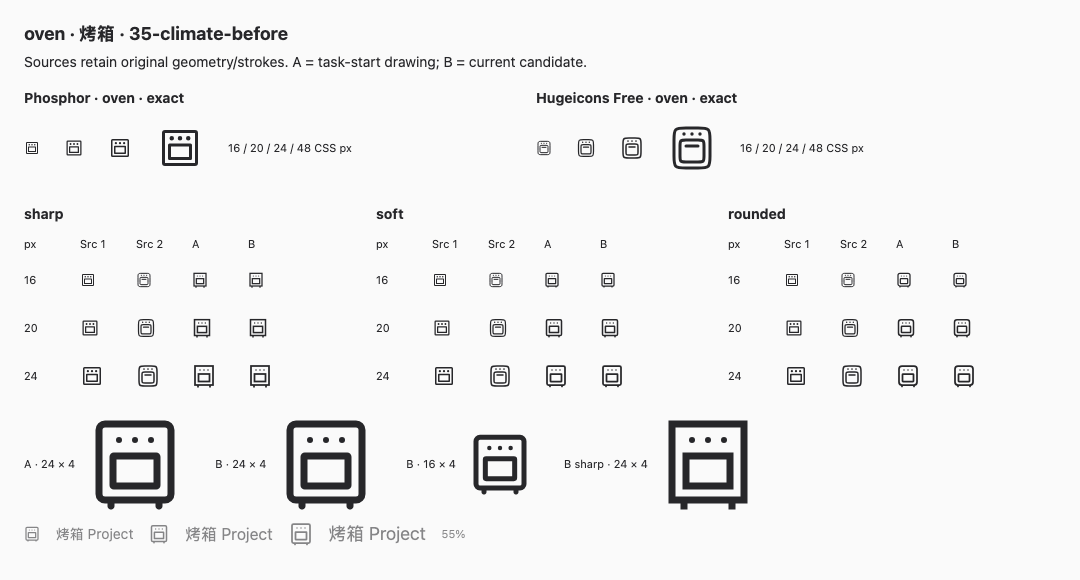 oven · 烤箱 · 35-climate-before
Sources retain original geometry/strokes. A = task-start drawing; B = current candidate.
Phosphor · oven · exact
16 / 20 / 24 / 48 CSS px
Hugeicons Free · oven · exact
16 / 20 / 24 / 48 CSS px
sharp
px Src 1 Src 2 A B
16
20
24
soft
px Src 1 Src 2 A B
16
20
24
rounded
px Src 1 Src 2 A B
16
20
24
A · 24 × 4
B · 24 × 4
B · 16 × 4
B sharp · 24 × 4
烤箱 Project 烤箱 Project 烤箱 Project 55%